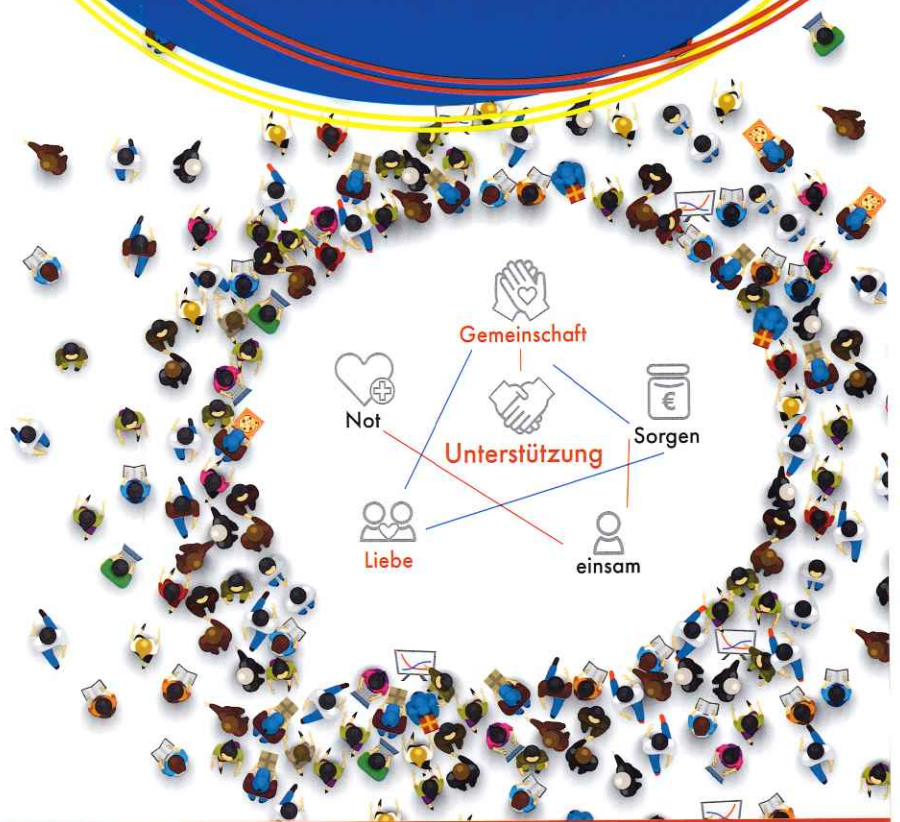 Gemeinschaft
Not
Sorgen
Unterstützung
Liebe
einsam
€